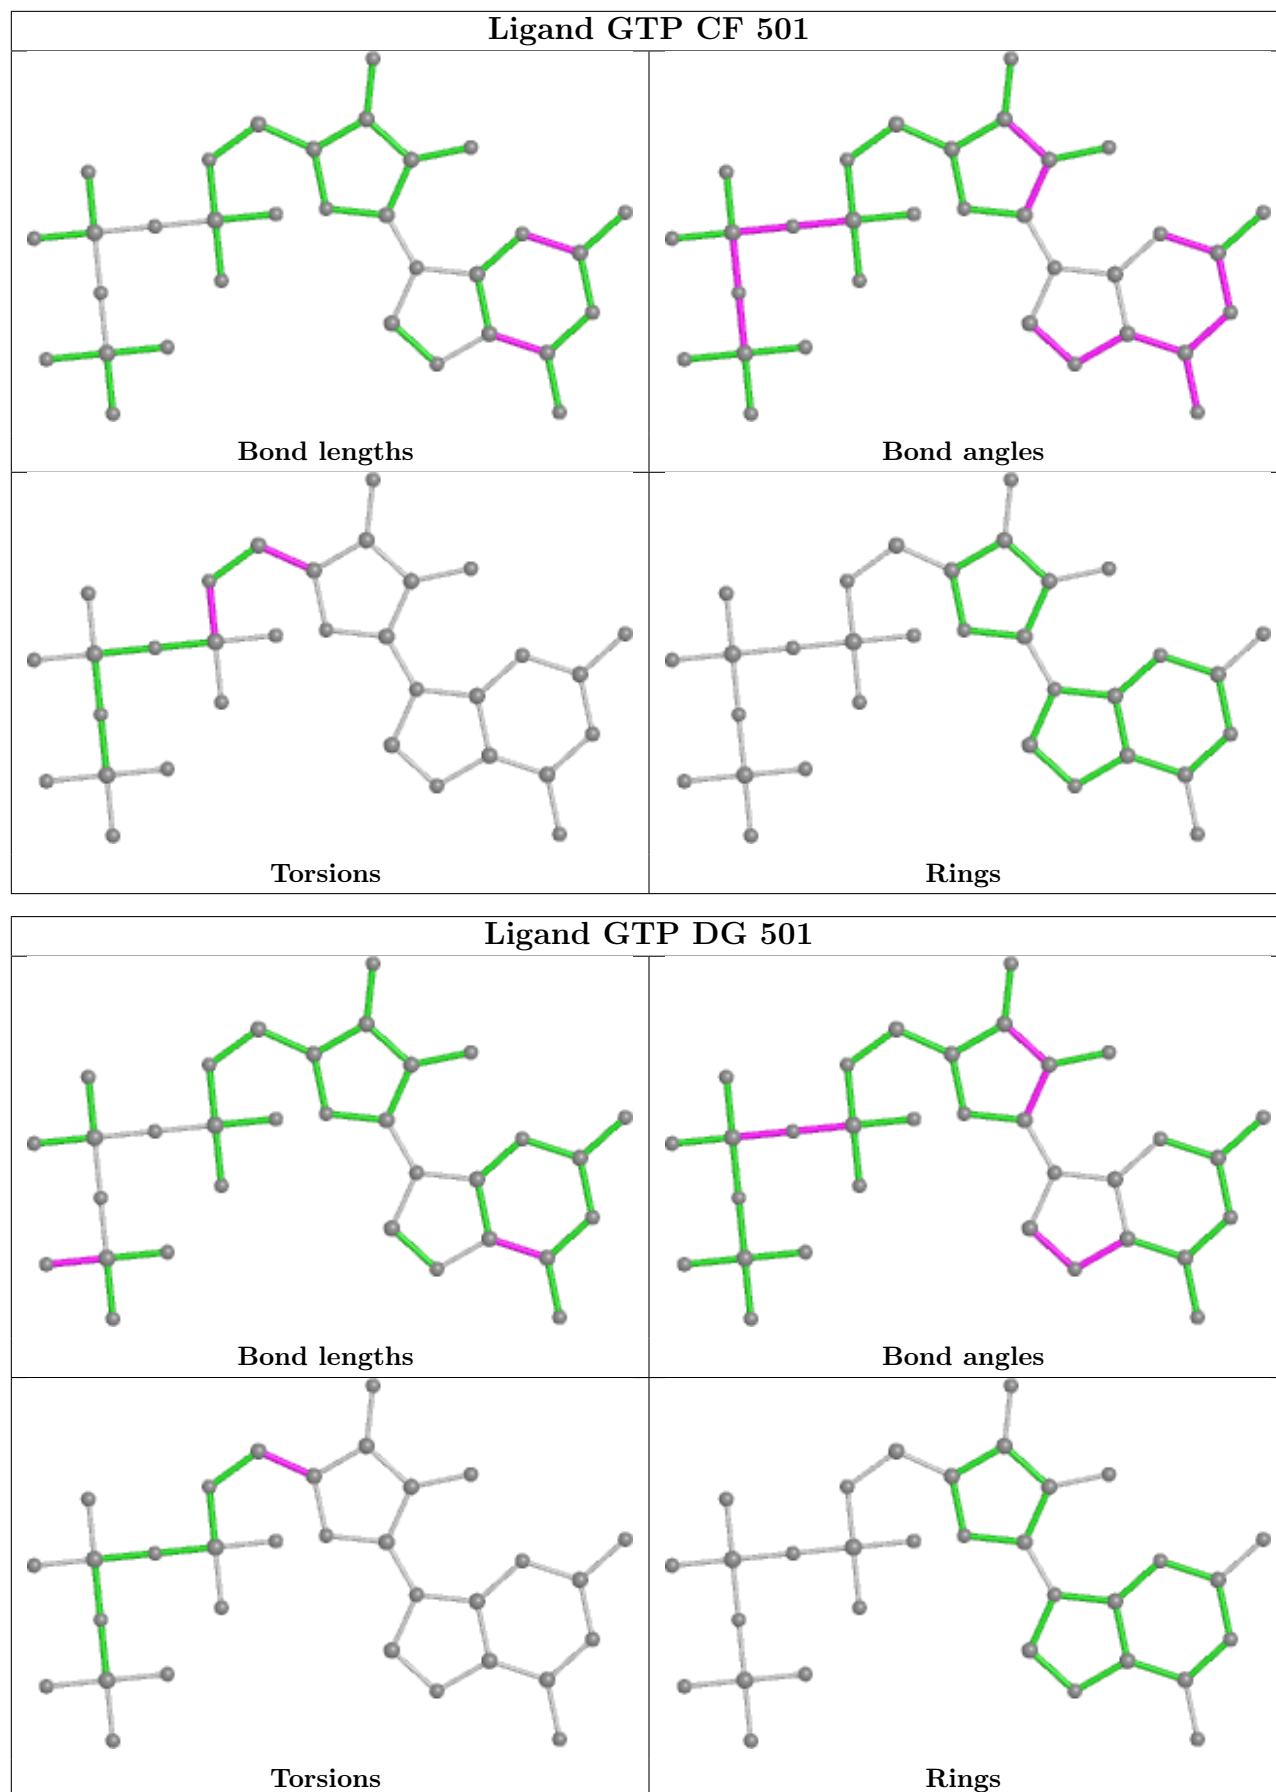 Ligand GTP CF 501
Bond lengths
Bond angles
Torsions
Rings
Ligand GTP DG 501
Bond lengths
Bond angles
Torsions
Rings